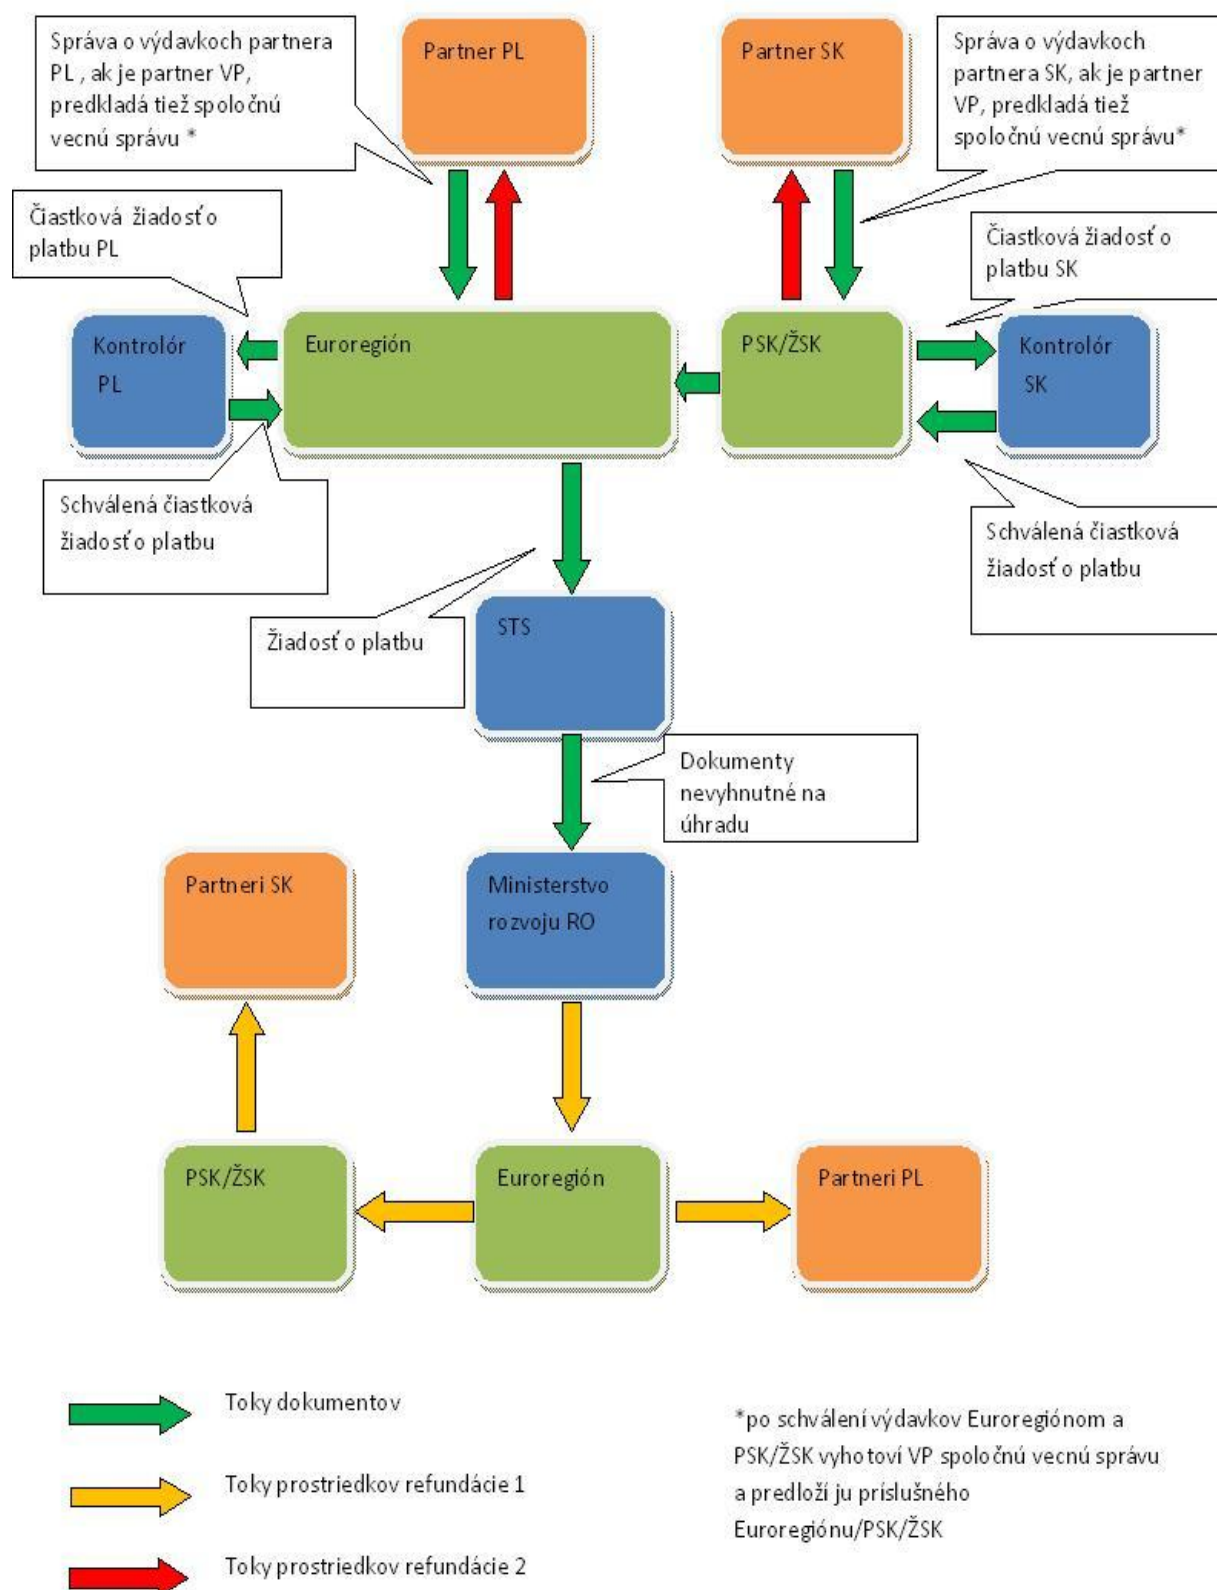 Správa o výdavkoch partnera
PL , ak je partner VP,
predkladá tiež spoločnú
vecnú správu *
Partner PL
Partner SK
Správa o výdavkoch
partnera SK, ak je partner
VP, predkladá tiež
spoločnú vecnú správu*
Čiastková žiadosť o
platbu PL
Čiastková žiadosť o
platbu SK
Kontrolór
PL
Euroregión
PSK/ŽSK
Kontrolór
SK
Schválená čiastková
žiadosť o platbu
Schválená čiastková
žiadosť o platbu
Žiadosť o platbu
STS
Dokumenty
nevyhnutné na
úhradu
Partneri SK
Ministerstvo
rozvoju RO
PSK/ŽSK
Euroregión
Partneri PL
Toky dokumentov
Toky prostriedkov refundácie 1
Toky prostriedkov refundácie 2
*po schválení výdavkov Euroregiónom a
PSK/ŽSK vyhotoví VP spoločnú vecnú správu
a predloží ju príslušného
Euroregiónu/PSK/ŽSK